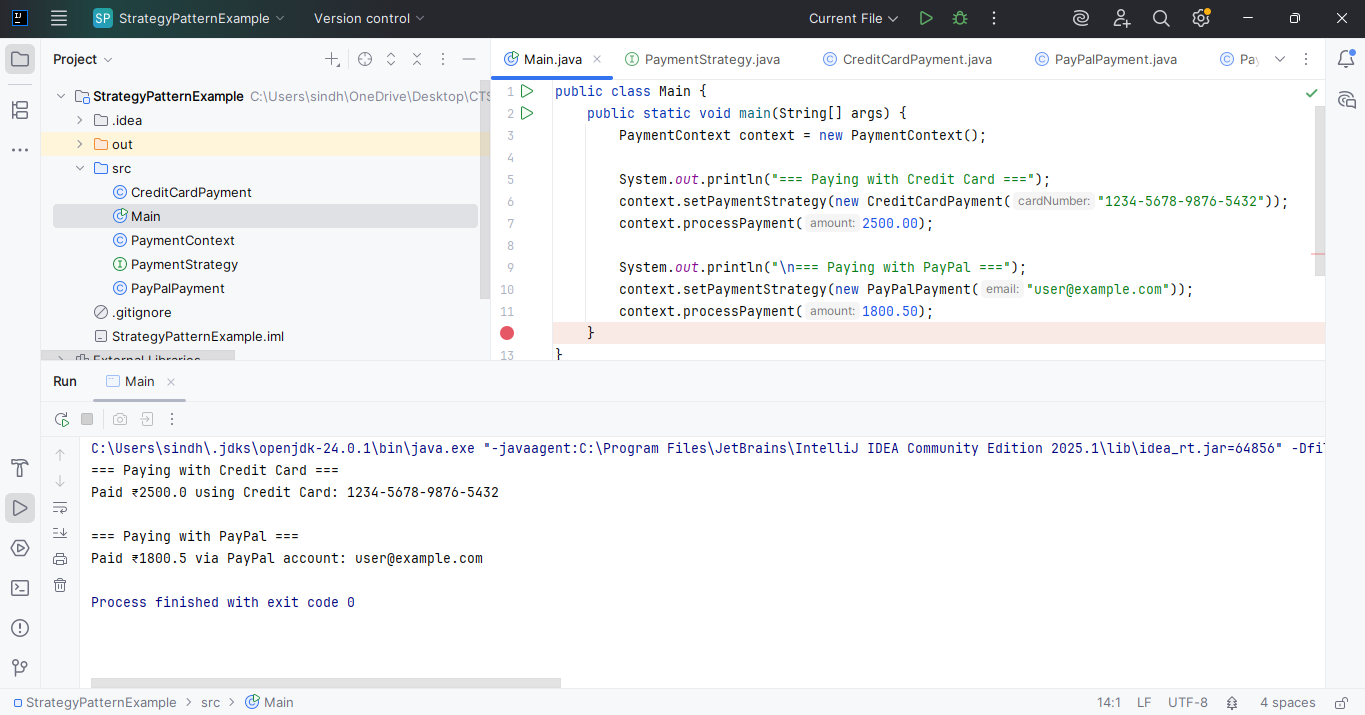 SP StrategyPatternExample Version control Current File
Project
Main.java PaymentStrategy.java CreditCardPayment.java PayPalPayment.java
StrategyPatternExample C:\Users\sindh\OneDrive\Desktop\CTS
.idea
out
src
CreditCardPayment
Main
PaymentContext
PaymentStrategy
PayPalPayment
.gitignore
StrategyPatternExample.iml
External Libraries
1 public class Main {
2 public static void main(String[] args) {
3 PaymentContext context = new PaymentContext();
4
5 System.out.println("=== Paying with Credit Card ===");
6 context.setPaymentStrategy(new CreditCardPayment( cardNumber: "1234-5678-9876-5432"));
7 context.processPayment( amount: 2500.00);
8
9 System.out.println("\n=== Paying with PayPal ===");
10 context.setPaymentStrategy(new PayPalPayment( email: "user@example.com"));
11 context.processPayment( amount: 1800.50);
}
13 }
Run Main
C:\Users\sindh\.jdks\openjdk-24.0.1\bin\java.exe "-javaagent:C:\Program Files\JetBrains\IntelliJ IDEA Community Edition 2025.1\lib\idea_rt.jar=64856" -Dfil
=== Paying with Credit Card ===
Paid ₹2500.0 using Credit Card: 1234-5678-9876-5432
=== Paying with PayPal ===
Paid ₹1800.5 via PayPal account: user@example.com
Process finished with exit code 0
StrategyPatternExample src Main 14:1 LF UTF-8 4 spaces